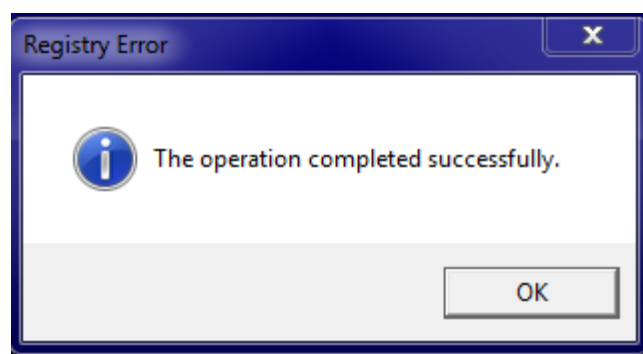 Registry Error
The operation completed successfully.
OK